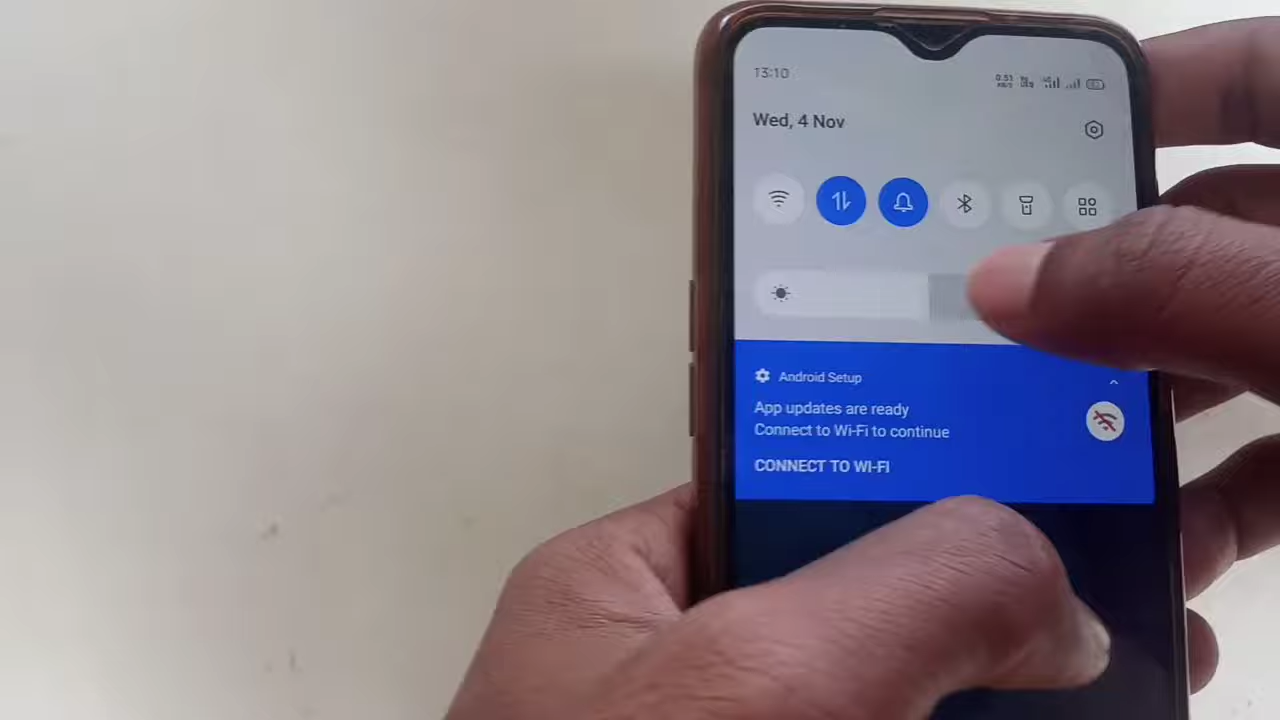 13:10
Wed, 4 Nov
Android Setup
App updates are ready
Connect to Wi-Fi to continue
CONNECT TO WI-FI